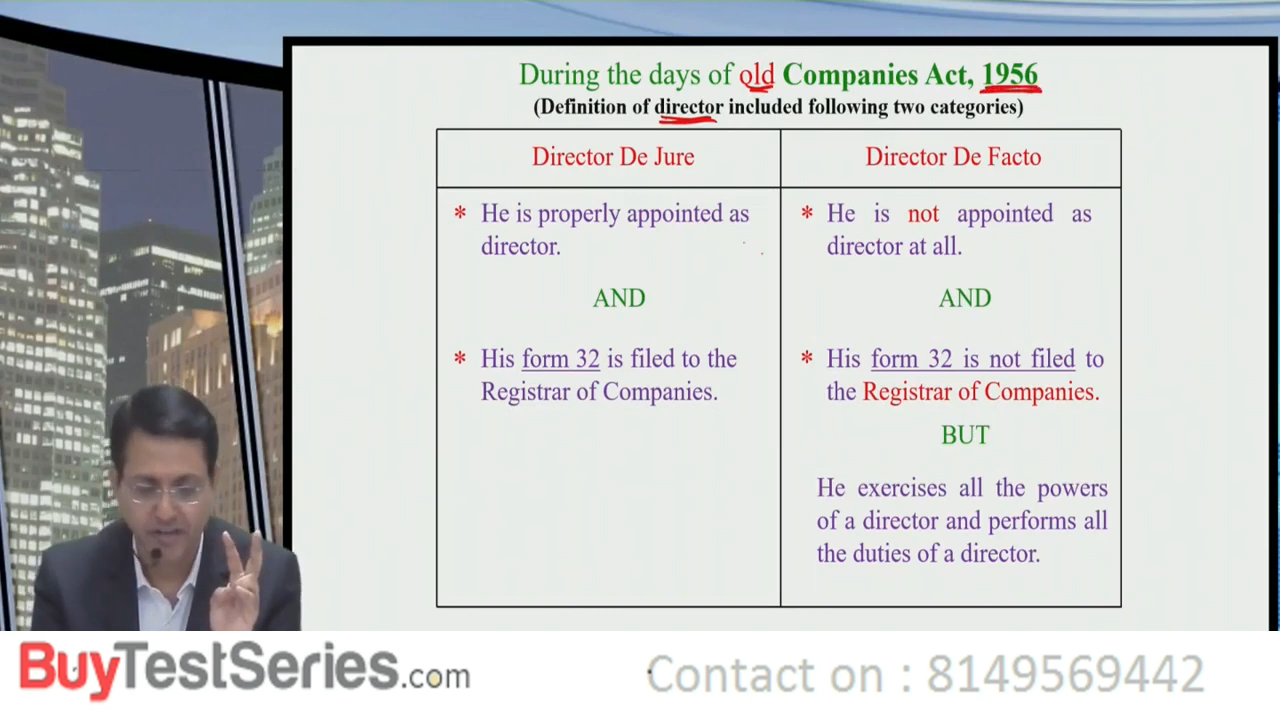 During the days of old Companies Act, 1956
(Definition of director included following two categories)
Director De Jure
Director De Facto
* He is properly appointed as
director.
AND
* His form 32 is filed to the
Registrar of Companies.
* He is not appointed as
director at all.
AND
* His form 32 is not filed to
the Registrar of Companies.
BUT
He exercises all the powers
of a director and performs all
the duties of a director.
BuyTestSeries.com
Contact on : 8149569442